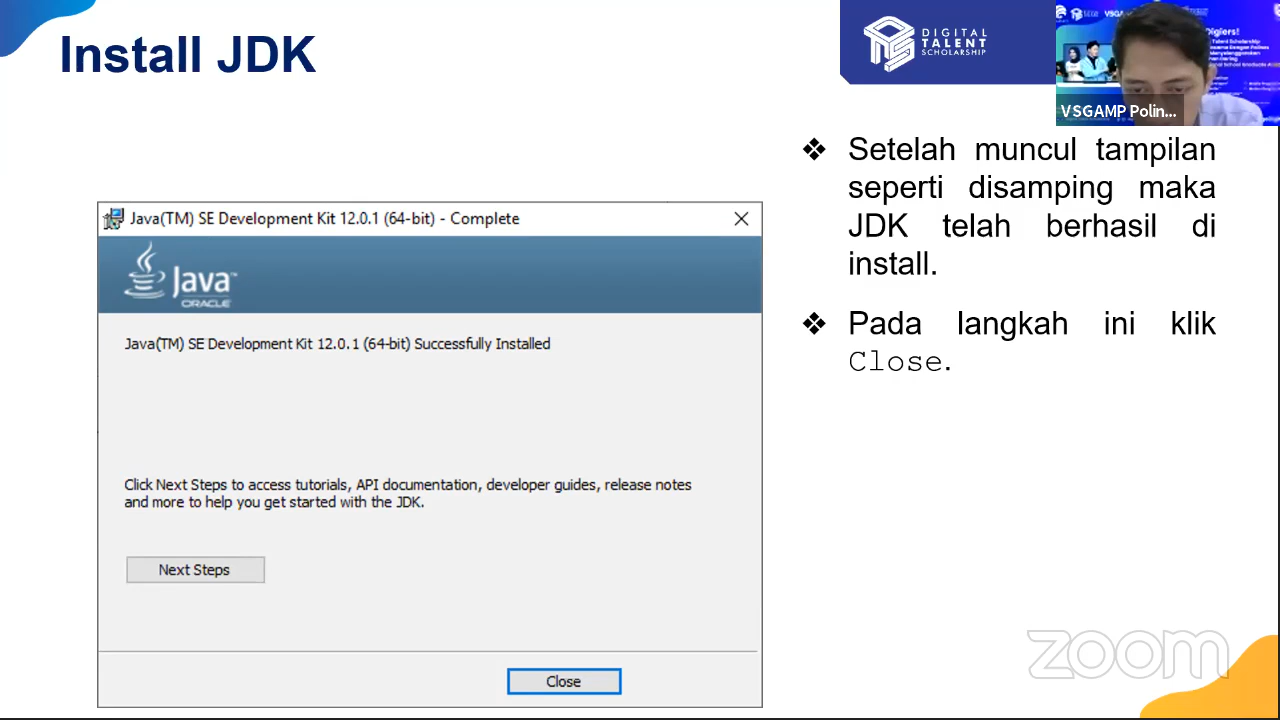 Install JDK
DIGITAL
TALENT
SCHOLARSHIP
VSGA
Digiers!
VSGAMP Polin...
❖ Setelah muncul tampilan
seperti disamping maka
JDK telah berhasil di
install.
❖ Pada langkah ini klik
Close.
Java(TM) SE Development Kit 12.0.1 (64-bit) - Complete
Java™
ORACLE
Java(TM) SE Development Kit 12.0.1 (64-bit) Successfully Installed
Click Next Steps to access tutorials, API documentation, developer guides, release notes
and more to help you get started with the JDK.
Next Steps
Close
zoom